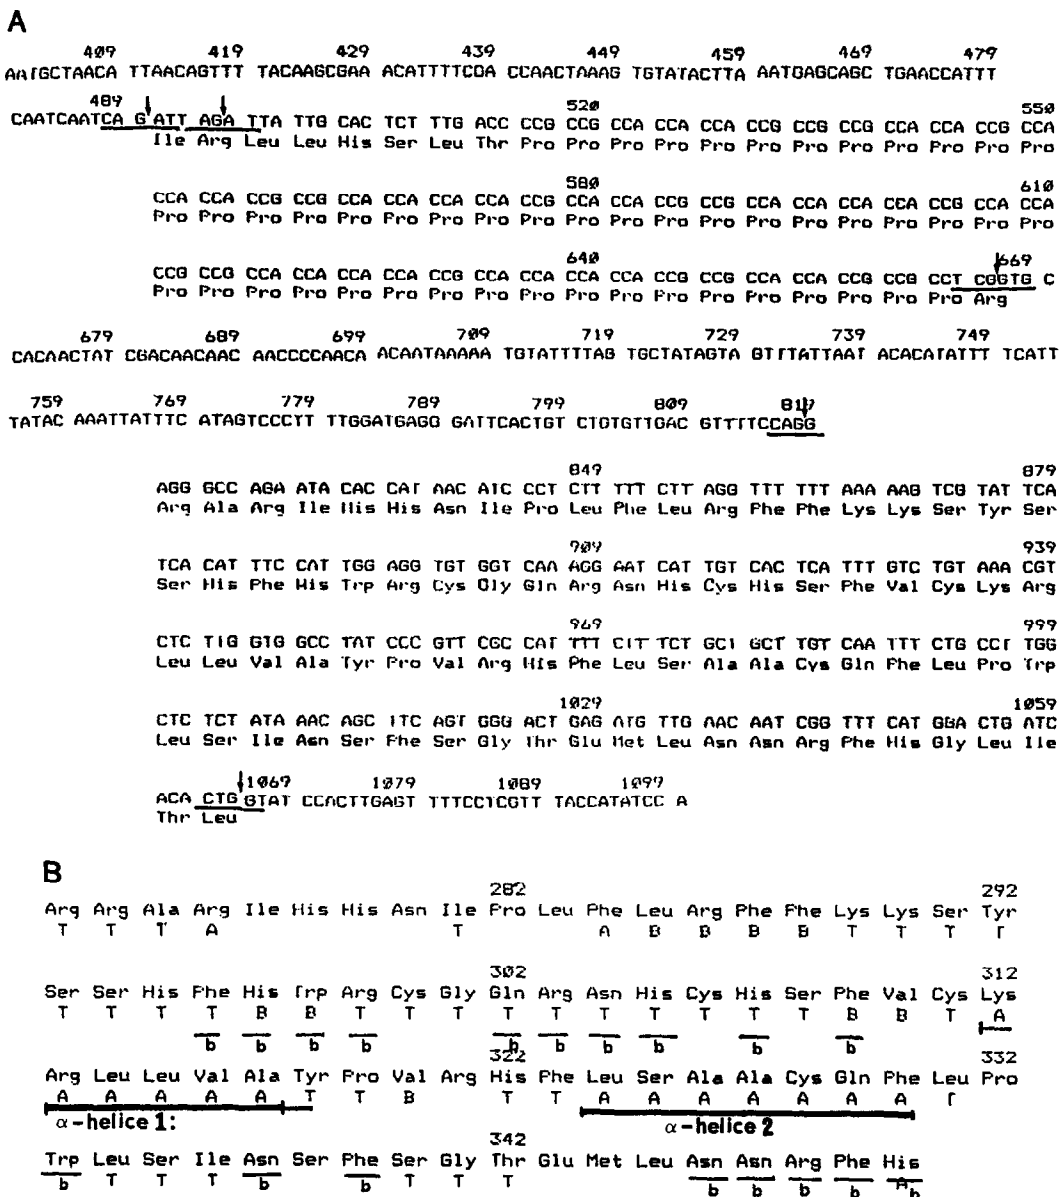 A
409 419 429 439 449 459 469 479
AATGCTAACA TTAACAGTTT TACAAGCGAA ACATTTTCGA CCAACTAAAG TGTATACTTA AATGAGCAGC TGAACCATTT
489 520 550
CAATCAATCA G ATT AGA TTA TTG CAC TCT TTG ACC CCG CCG CCA CCA CCA CCG CCG CCG CCA CCA CCG CCA
Ile Arg Leu Leu His Ser Leu Thr Pro Pro Pro Pro Pro Pro Pro Pro Pro Pro Pro Pro
580 610
CCA CCA CCG CCG CCG CCA CCA CCA CCG CCA CCA CCA CCA CCA CCA CCA CCA CCG CCA CCA
Pro Pro Pro Pro Pro Pro Pro Pro Pro Pro Pro Pro Pro Pro Pro Pro Pro Pro Pro Pro
640 669
CCG CCG CCA CCA CCA CCG CCA CCA CCA CCA CCA CCG CCG CCA CCA CCG CCG CCT CGGTG C
Pro Pro Pro Pro Pro Pro Pro Pro Pro Pro Pro Pro Pro Pro Pro Pro Pro Pro Arg
679 689 699 709 719 729 739 749
CACAACTAT CGACAACAAC AACCCCAACA ACAATAAAAA TGTATTTTAG TGCTATAGTA GTTTATTAAT ACACATATTT TCATT
759 769 779 789 799 809 817
TATAC AAATTATTTC ATAGTCCCTT TTGGATGAGG GATTCACTGT CTGTGTTGAC GTTTTCCAGG
849 879
AGG GCC AGA ATA CAC CAT AAC ATC CCT CTT TTT CTT AGG TTT TTT AAA AAG TCG TAT TCA
Arg Ala Arg Ile His His Asn Ile Pro Leu Phe Leu Arg Phe Phe Lys Lys Ser Tyr Ser
909 939
TCA CAT TTC CAT TGG AGG TGT GGT CAA AGG AAT CAT TGT CAC TCA TTT GTC TGT AAA CGT
Ser His Phe His Trp Arg Cys Gly Gln Arg Asn His Cys His Ser Phe Val Cys Lys Arg
969 999
CTC TTG GTG GCC TAT CCC GTT CGC CAT TTT CTT TCT GCT GCT TGT CAA TTT CTG CCT TGG
Leu Leu Val Ala Tyr Pro Val Arg His Phe Leu Ser Ala Ala Cys Gln Phe Leu Pro Trp
1029 1059
CTC TCT ATA AAC AGC TTC AGT GGG ACT GAG ATG TTG AAC AAT CGG TTT CAT GGA CTG ATC
Leu Ser Ile Asn Ser Phe Ser Gly Thr Glu Met Leu Asn Asn Arg Phe His Gly Leu Ile
1069 1079 1089 1099
ACA CTG GTAT CCACTTGAGT TTTCCTCGTT TACCATATCC A
Thr Leu
B
282 292
Arg Arg Ala Arg Ile His His Asn Ile Pro Leu Phe Leu Arg Phe Phe Lys Lys Ser Tyr
T T T A T A B B B B T T T T
302 312
Ser Ser His Phe His Trp Arg Cys Gly Gln Arg Asn His Cys His Ser Phe Val Cys Lys
T T T T B B T T T T T T T T T T B B T A
b b b b b b b b b b
322 332
Arg Leu Leu Val Ala Tyr Pro Val Arg His Phe Leu Ser Ala Ala Cys Gln Phe Leu Pro
A A A A A T T B T T A A A A A A A T
α-helice 1: α-helice 2
342
Trp Leu Ser Ile Asn Ser Phe Ser Gly Thr Glu Met Leu Asn Asn Arg Phe His
b T T T b b T T T b b b b A b